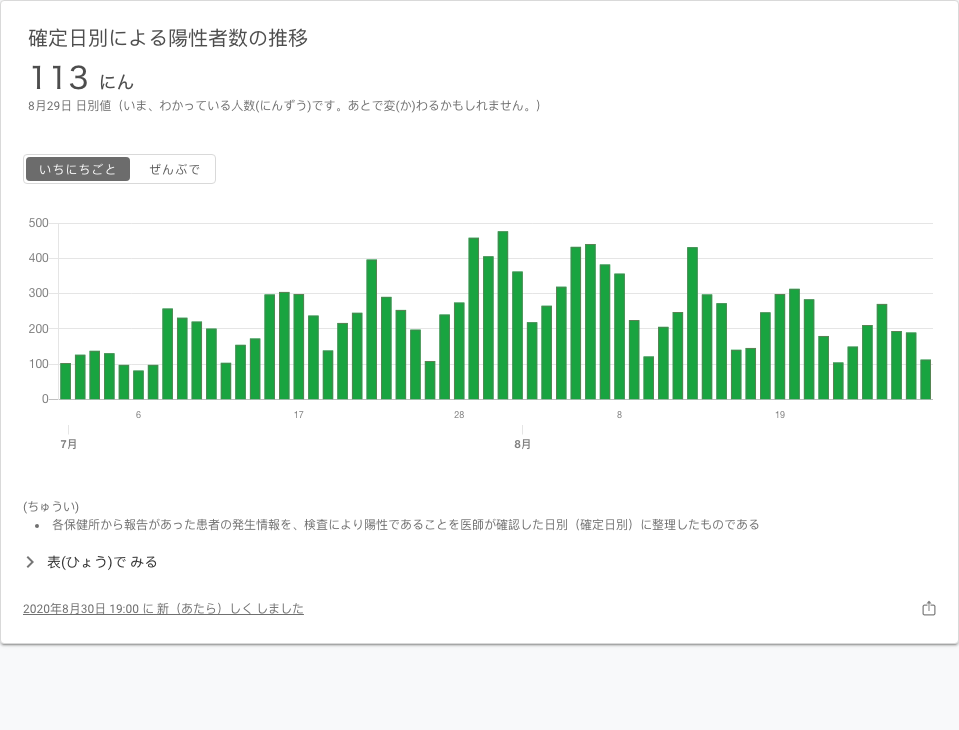 確定日別による陽性者数の推移
113 にん
8月29日 日別値（いま、わかっている人数(にんずう)です。あとで変(か)わるかもしれません。）
いちにちごと ぜんぶで
500
400
300
200
100
0
6 17 28 8 19
7月 8月
(ちゅうい)
• 各保健所から報告があった患者の発生情報を、検査により陽性であることを医師が確認した日別（確定日別）に整理したものである
表(ひょう)で みる
2020年8月30日 19:00 に 新（あたら）しく しました